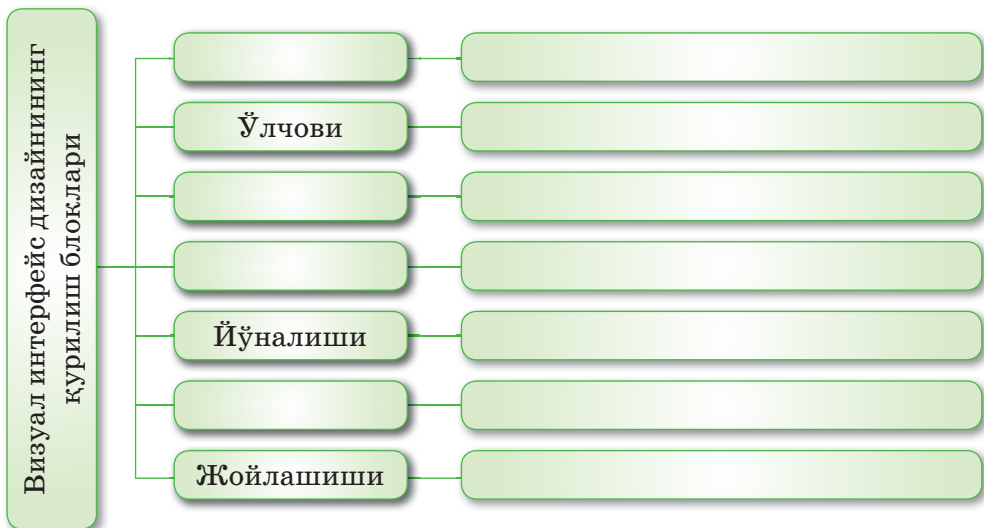 Визуал интерфейс дизайнининг
қурилиш блоклари
Ўлчови
Йўналиши
Жойлашиши